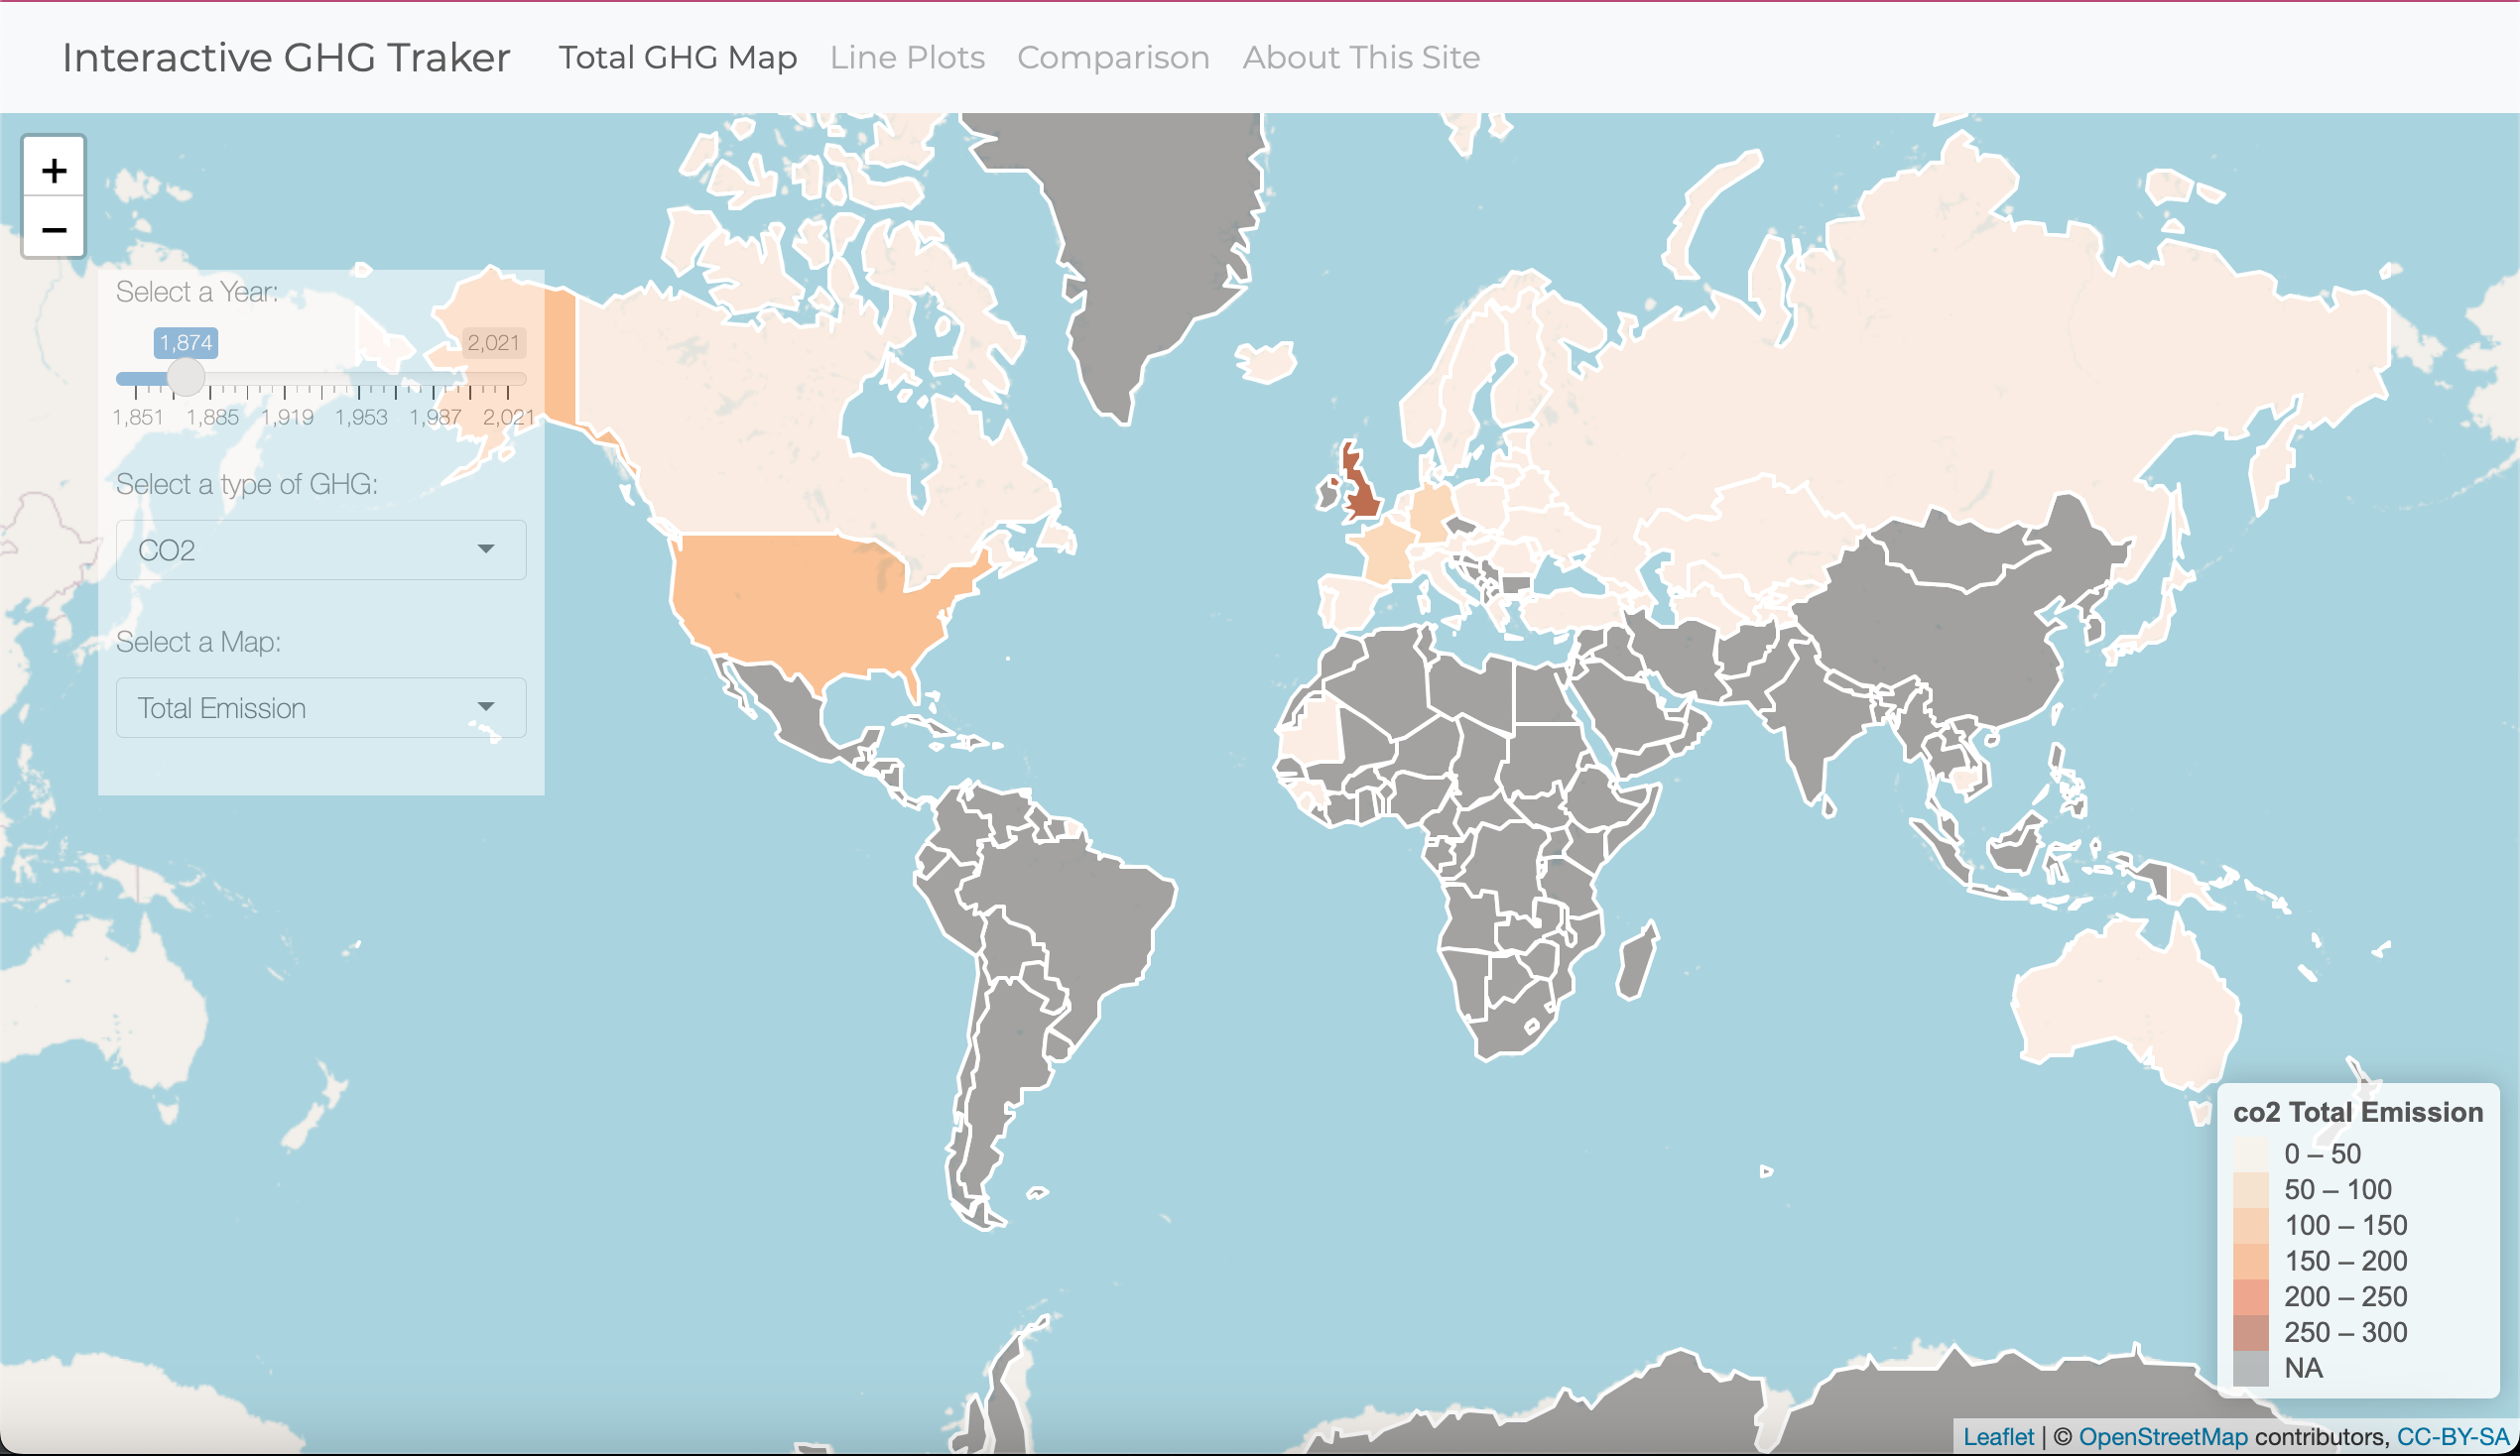 Interactive GHG Traker Total GHG Map Line Plots Comparison About This Site
+
−
Select a Year:
1,874 2,021
1,851 1,885 1,919 1,953 1,987 2,021
Select a type of GHG:
CO2
Select a Map:
Total Emission
co2 Total Emission
0 – 50
50 – 100
100 – 150
150 – 200
200 – 250
250 – 300
NA
Leaflet | © OpenStreetMap contributors, CC-BY-SA